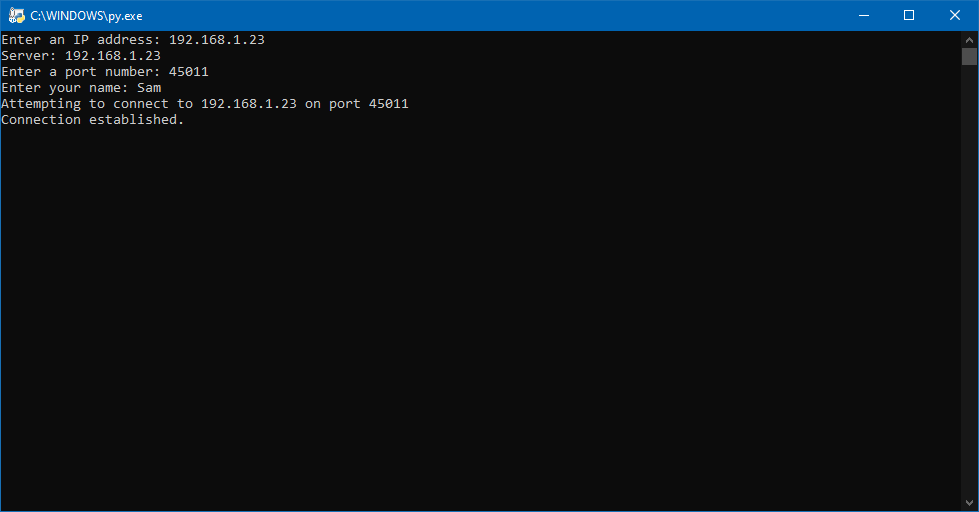 C:\WINDOWS\py.exe
Enter an IP address: 192.168.1.23
Server: 192.168.1.23
Enter a port number: 45011
Enter your name: Sam
Attempting to connect to 192.168.1.23 on port 45011
Connection established.